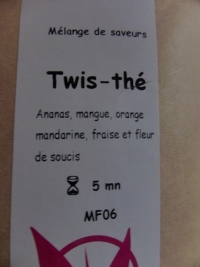 Mélange de saveurs
Twis-thé
Ananas, mangue, orange
mandarine, fraise et fleur
de soucis
5 mn
MF06